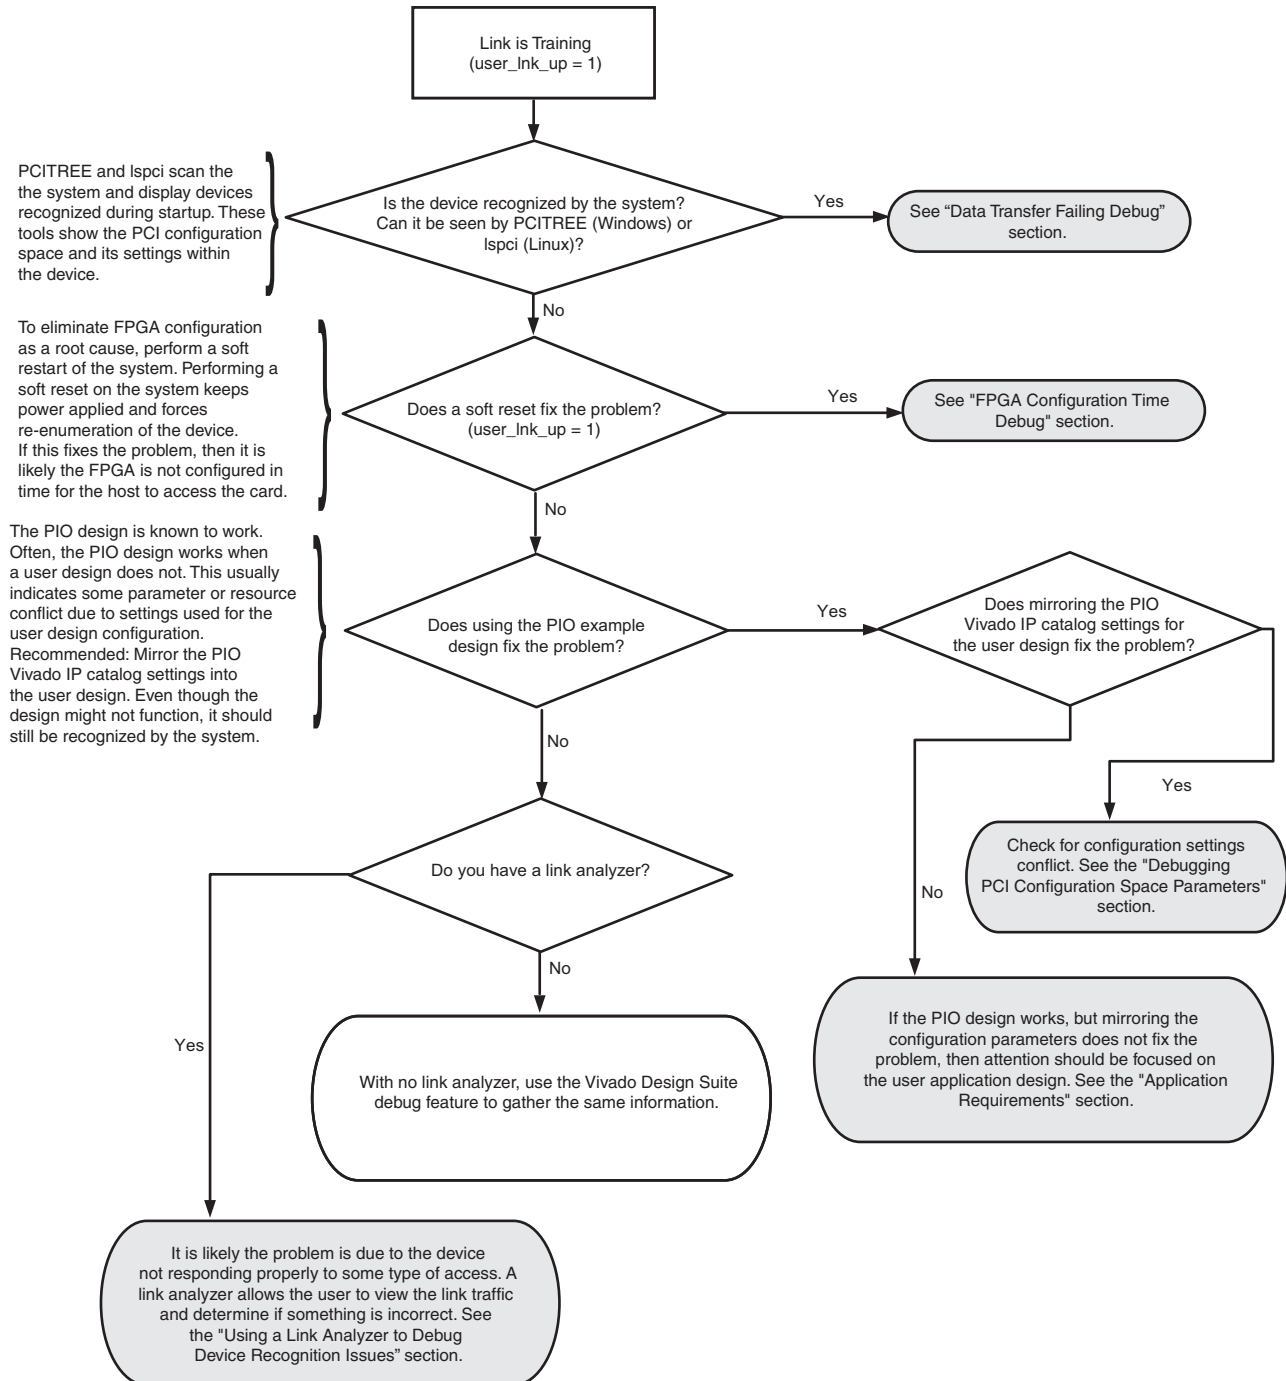 Link is Training
(user_lnk_up = 1)
PCITREE and lspci scan the
the system and display devices
recognized during startup. These
tools show the PCI configuration
space and its settings within
the device.
Is the device recognized by the system?
Can it be seen by PCITREE (Windows) or
lspci (Linux)?
Yes
See “Data Transfer Failing Debug”
section.
No
To eliminate FPGA configuration
as a root cause, perform a soft
restart of the system. Performing a
soft reset on the system keeps
power applied and forces
re-enumeration of the device.
If this fixes the problem, then it is
likely the FPGA is not configured in
time for the host to access the card.
Does a soft reset fix the problem?
(user_lnk_up = 1)
Yes
See "FPGA Configuration Time
Debug" section.
No
The PIO design is known to work.
Often, the PIO design works when
a user design does not. This usually
indicates some parameter or resource
conflict due to settings used for the
user design configuration.
Recommended: Mirror the PIO
Vivado IP catalog settings into
the user design. Even though the
design might not function, it should
still be recognized by the system.
Does using the PIO example
design fix the problem?
Yes
Does mirroring the PIO
Vivado IP catalog settings for
the user design fix the problem?
No
Yes
Check for configuration settings
conflict. See the "Debugging
PCI Configuration Space Parameters"
section.
Do you have a link analyzer?
No
No
If the PIO design works, but mirroring the
configuration parameters does not fix the
problem, then attention should be focused on
the user application design. See the "Application
Requirements" section.
Yes
With no link analyzer, use the Vivado Design Suite
debug feature to gather the same information.
It is likely the problem is due to the device
not responding properly to some type of access. A
link analyzer allows the user to view the link traffic
and determine if something is incorrect. See
the "Using a Link Analyzer to Debug
Device Recognition Issues” section.